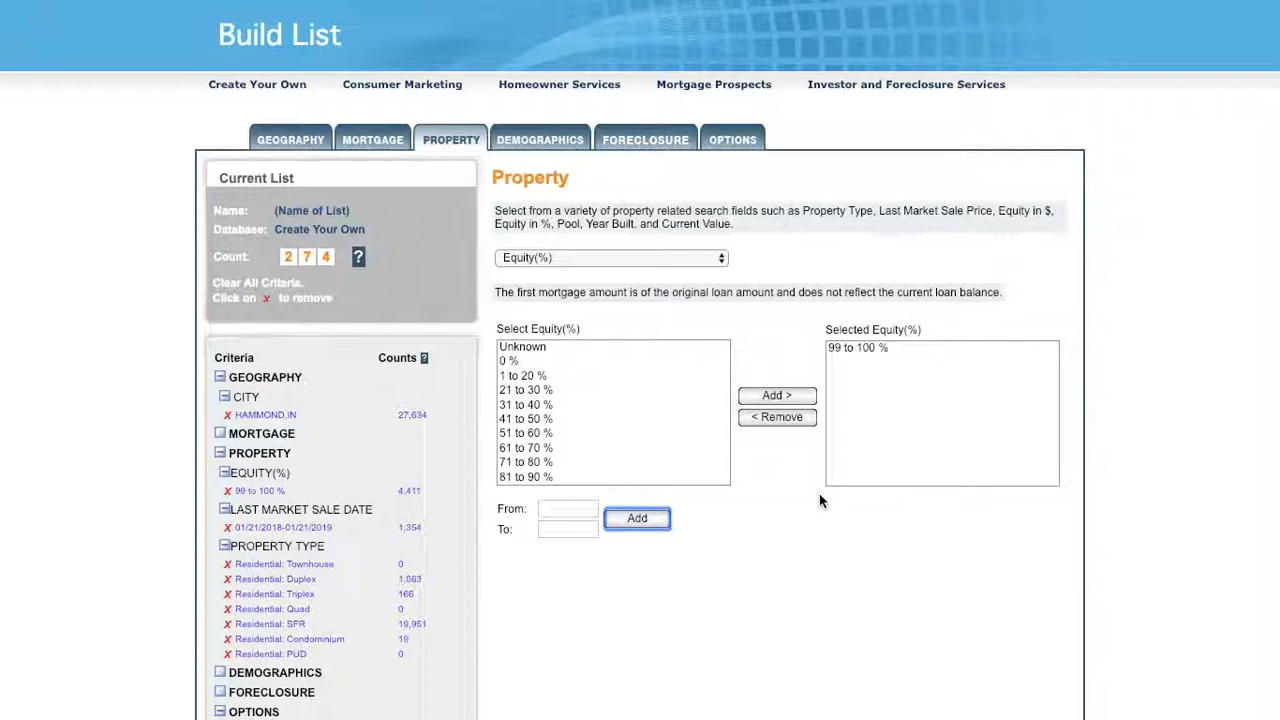 Build List
Create Your Own Consumer Marketing Homeowner Services Mortgage Prospects Investor and Foreclosure Services
GEOGRAPHY MORTGAGE PROPERTY DEMOGRAPHICS FORECLOSURE OPTIONS
Current List
Name: (Name of List)
Database: Create Your Own
Count: 2 7 4 ?
Clear All Criteria.
Click on x to remove
Criteria Counts ?
GEOGRAPHY
CITY
X HAMMOND,IN 27,634
MORTGAGE
PROPERTY
EQUITY(%)
X 99 to 100 % 4,411
LAST MARKET SALE DATE
X 01/21/2018-01/21/2019 1,354
PROPERTY TYPE
X Residential: Townhouse 0
X Residential: Duplex 1,063
X Residential: Triplex 166
X Residential: Quad 0
X Residential: SFR 19,951
X Residential: Condominium 19
X Residential: PUD 0
DEMOGRAPHICS
FORECLOSURE
OPTIONS
Property
Select from a variety of property related search fields such as Property Type, Last Market Sale Price, Equity in $,
Equity in %, Pool, Year Built, and Current Value.
Equity(%)
The first mortgage amount is of the original loan amount and does not reflect the current loan balance.
Select Equity(%)
Unknown
0 %
1 to 20 %
21 to 30 %
31 to 40 %
41 to 50 %
51 to 60 %
61 to 70 %
71 to 80 %
81 to 90 %
Add >
< Remove
Selected Equity(%)
99 to 100 %
From:
To:
Add